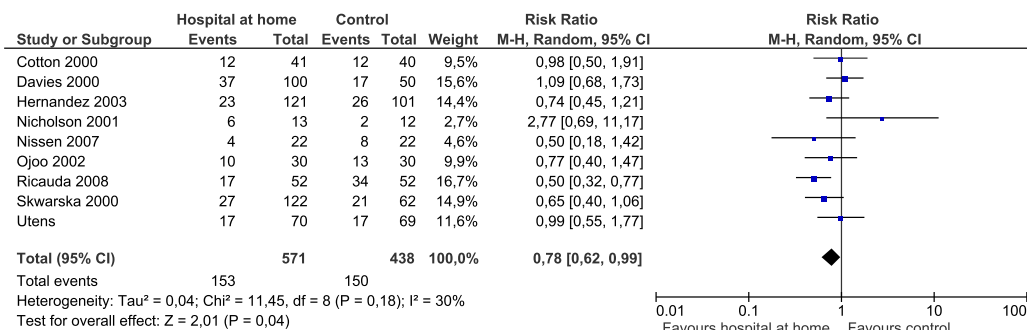 Hospital at home Control Risk Ratio Risk Ratio
Study or Subgroup Events Total Events Total Weight M-H, Random, 95% CI M-H, Random, 95% CI
Cotton 2000 12 41 12 40 9,5% 0,98 [0,50, 1,91]
Davies 2000 37 100 17 50 15,6% 1,09 [0,68, 1,73]
Hernandez 2003 23 121 26 101 14,4% 0,74 [0,45, 1,21]
Nicholson 2001 6 13 2 12 2,7% 2,77 [0,69, 11,17]
Nissen 2007 4 22 8 22 4,6% 0,50 [0,18, 1,42]
Ojoo 2002 10 30 13 30 9,9% 0,77 [0,40, 1,47]
Ricauda 2008 17 52 34 52 16,7% 0,50 [0,32, 0,77]
Skwarska 2000 27 122 21 62 14,9% 0,65 [0,40, 1,06]
Utens 17 70 17 69 11,6% 0,99 [0,55, 1,77]
Total (95% CI) 571 438 100,0% 0,78 [0,62, 0,99]
Total events 153 150
Heterogeneity: Tau² = 0,04; Chi² = 11,45, df = 8 (P = 0,18); I² = 30%
Test for overall effect: Z = 2,01 (P = 0,04)
0.01 0.1 1 10 100
Favours hospital at home Favours control